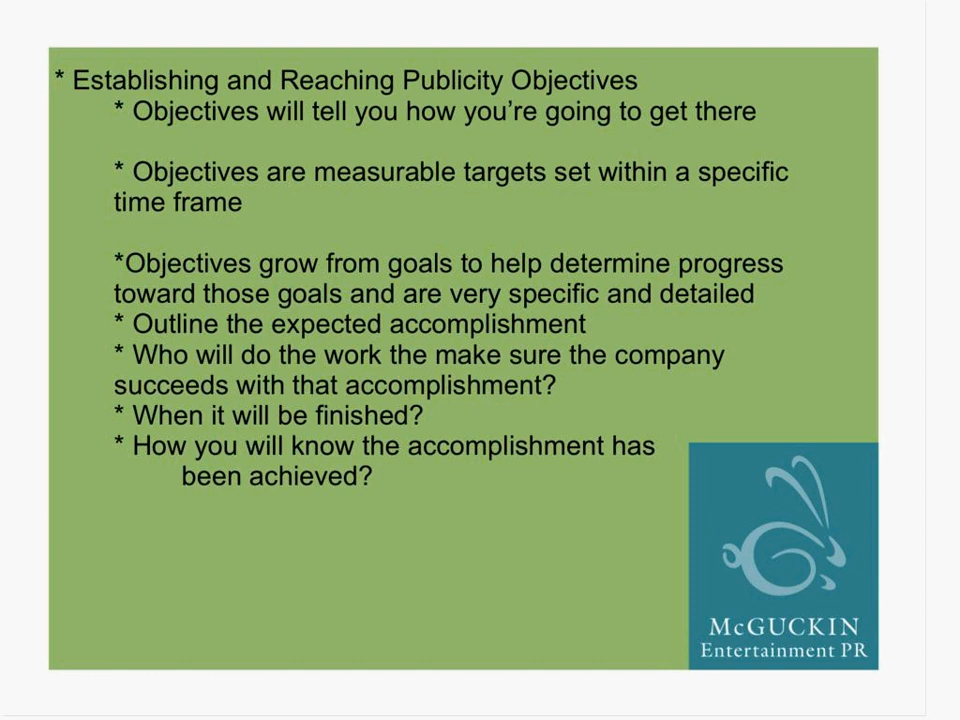 * Establishing and Reaching Publicity Objectives
* Objectives will tell you how you’re going to get there
* Objectives are measurable targets set within a specific
time frame
*Objectives grow from goals to help determine progress
toward those goals and are very specific and detailed
* Outline the expected accomplishment
* Who will do the work the make sure the company
succeeds with that accomplishment?
* When it will be finished?
* How you will know the accomplishment has
been achieved?
McGUCKIN
Entertainment PR